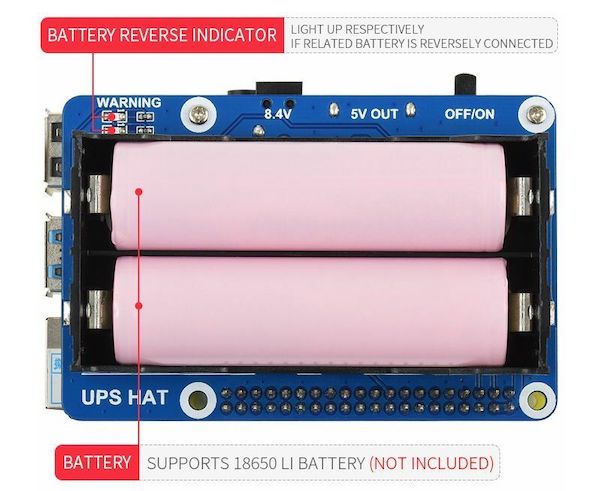 BATTERY REVERSE INDICATOR
LIGHT UP RESPECTIVELY
IF RELATED BATTERY IS REVERSELY CONNECTED
WARNING
8.4V
5V OUT
OFF/ON
UPS HAT
BATTERY
SUPPORTS 18650 LI BATTERY (NOT INCLUDED)